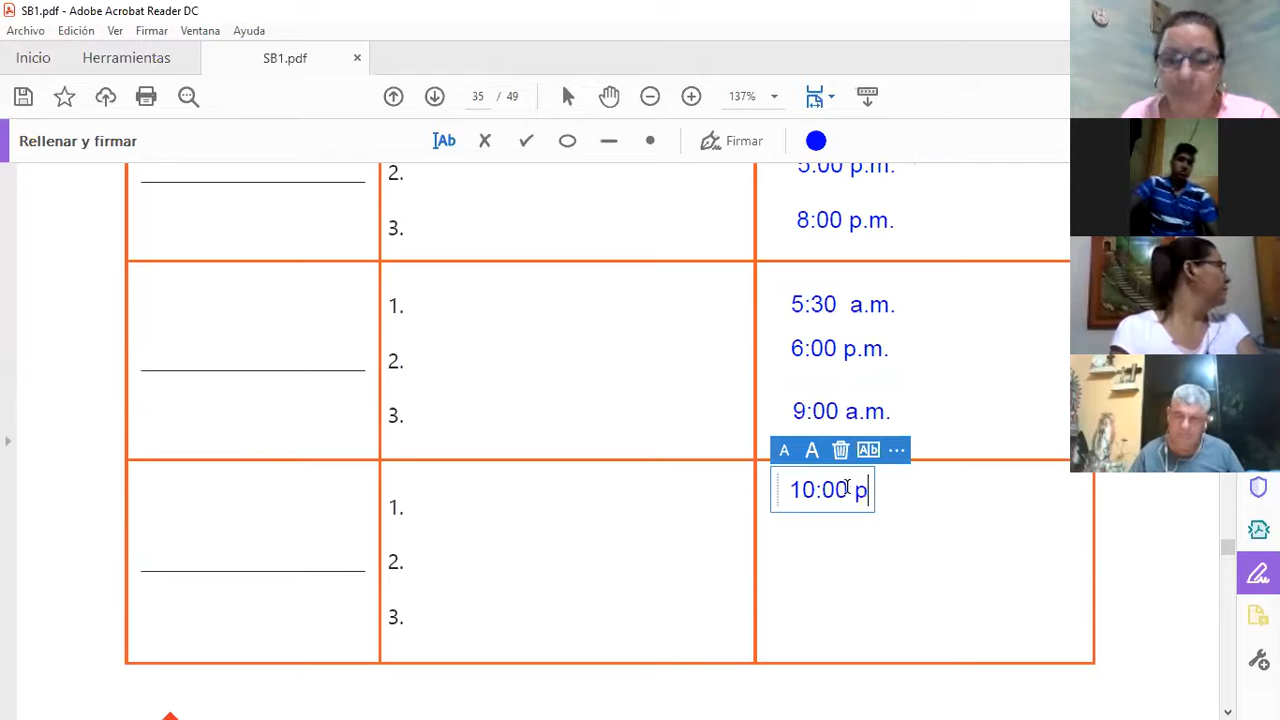 SB1.pdf - Adobe Acrobat Reader DC
Archivo Edición Ver Firmar Ventana Ayuda
Inicio Herramientas SB1.pdf ×
35 / 49 137%
Rellenar y firmar Ab Firmar
2. 5:00 p.m.
3. 8:00 p.m.
1. 5:30 a.m.
2. 6:00 p.m.
3. 9:00 a.m.
A A Ab ...
10:00 p
1.
2.
3.